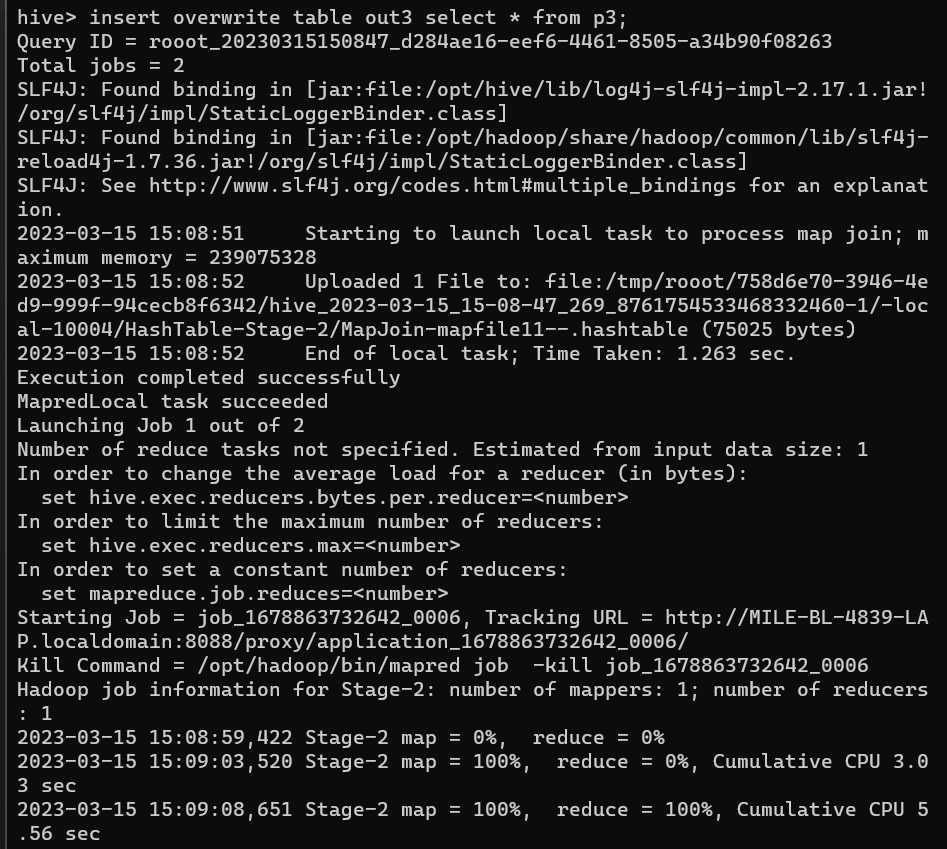 hive> insert overwrite table out3 select * from p3;
Query ID = rooot_20230315150847_d284ae16-eef6-4461-8505-a34b90f08263
Total jobs = 2
SLF4J: Found binding in [jar:file:/opt/hive/lib/log4j-slf4j-impl-2.17.1.jar!
/org/slf4j/impl/StaticLoggerBinder.class]
SLF4J: Found binding in [jar:file:/opt/hadoop/share/hadoop/common/lib/slf4j-
reload4j-1.7.36.jar!/org/slf4j/impl/StaticLoggerBinder.class]
SLF4J: See http://www.slf4j.org/codes.html#multiple_bindings for an explanat
ion.
2023-03-15 15:08:51     Starting to launch local task to process map join; m
aximum memory = 239075328
2023-03-15 15:08:52     Uploaded 1 File to: file:/tmp/rooot/758d6e70-3946-4e
d9-999f-94cecb8f6342/hive_2023-03-15_15-08-47_269_8761754533468332460-1/-loc
al-10004/HashTable-Stage-2/MapJoin-mapfile11--.hashtable (75025 bytes)
2023-03-15 15:08:52     End of local task; Time Taken: 1.263 sec.
Execution completed successfully
MapredLocal task succeeded
Launching Job 1 out of 2
Number of reduce tasks not specified. Estimated from input data size: 1
In order to change the average load for a reducer (in bytes):
  set hive.exec.reducers.bytes.per.reducer=<number>
In order to limit the maximum number of reducers:
  set hive.exec.reducers.max=<number>
In order to set a constant number of reducers:
  set mapreduce.job.reduces=<number>
Starting Job = job_1678863732642_0006, Tracking URL = http://MILE-BL-4839-LA
P.localdomain:8088/proxy/application_1678863732642_0006/
Kill Command = /opt/hadoop/bin/mapred job  -kill job_1678863732642_0006
Hadoop job information for Stage-2: number of mappers: 1; number of reducers
: 1
2023-03-15 15:08:59,422 Stage-2 map = 0%,  reduce = 0%
2023-03-15 15:09:03,520 Stage-2 map = 100%,  reduce = 0%, Cumulative CPU 3.0
3 sec
2023-03-15 15:09:08,651 Stage-2 map = 100%,  reduce = 100%, Cumulative CPU 5
.56 sec